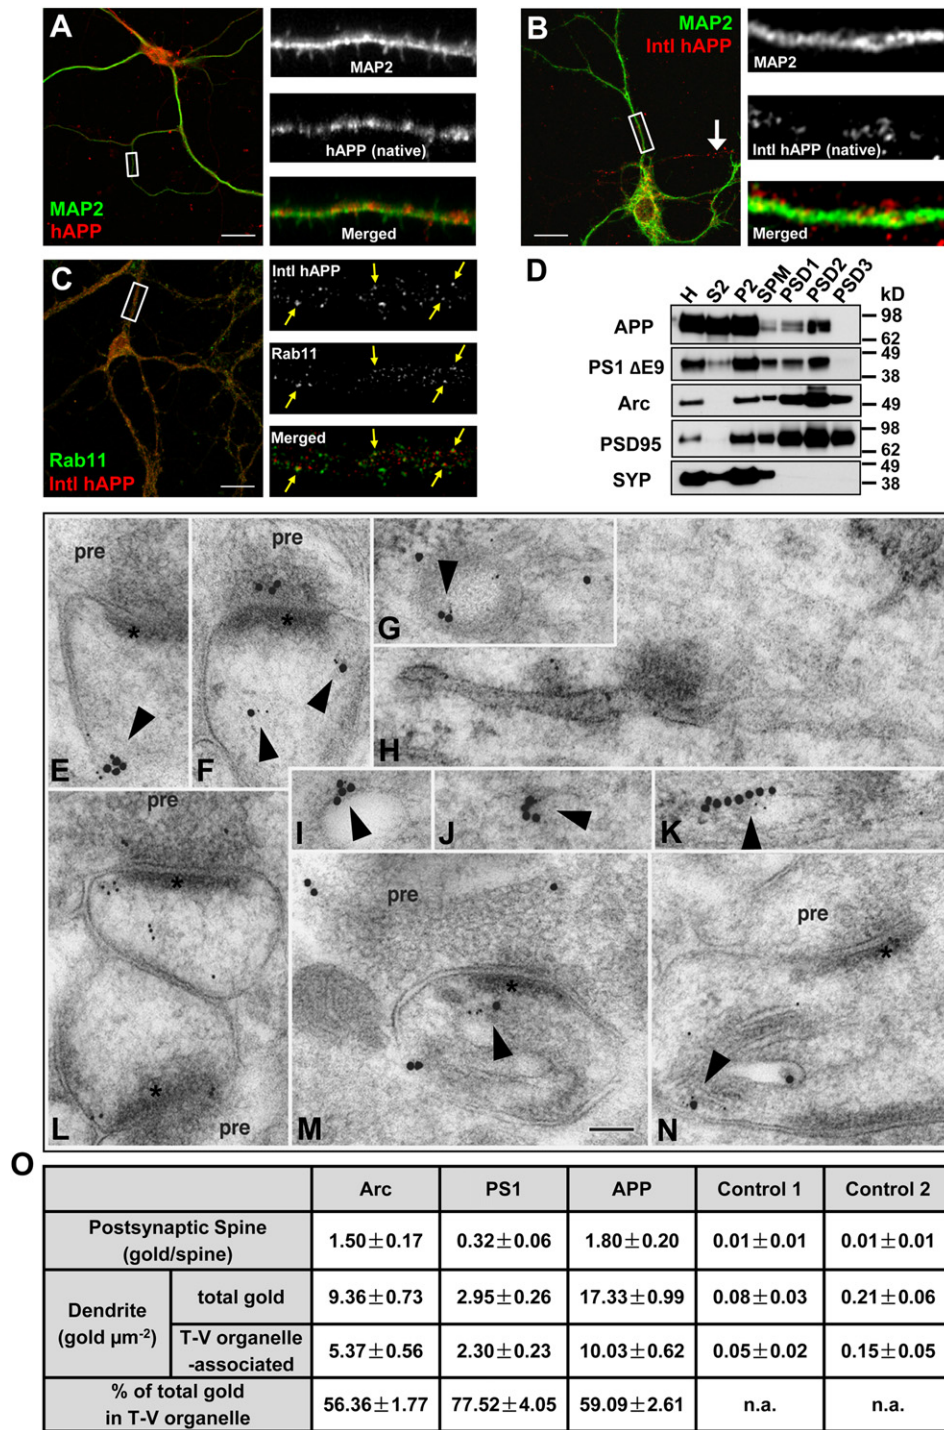 A
MAP2
hAPP
MAP2
hAPP (native)
Merged
B
MAP2
Intl hAPP
MAP2
Intl hAPP (native)
Merged
C
Rab11
Intl hAPP
Intl hAPP
Rab11
Merged
D
H S2 P2 SPM PSD1 PSD2 PSD3 kD
APP 98 62
PS1 ΔE9 49 38
Arc 49
PSD95 98 62
SYP 49 38
pre
*
E
pre
*
F
G
H
I
J
K
pre
*
*
pre
L
pre
*
M
pre
*
N
O
Arc PS1 APP Control 1 Control 2
Postsynaptic Spine (gold/spine) 1.50±0.17 0.32±0.06 1.80±0.20 0.01±0.01 0.01±0.01
Dendrite (gold µm-2) total gold 9.36±0.73 2.95±0.26 17.33±0.99 0.08±0.03 0.21±0.06
T-V organelle -associated 5.37±0.56 2.30±0.23 10.03±0.62 0.05±0.02 0.15±0.05
% of total gold in T-V organelle 56.36±1.77 77.52±4.05 59.09±2.61 n.a. n.a.